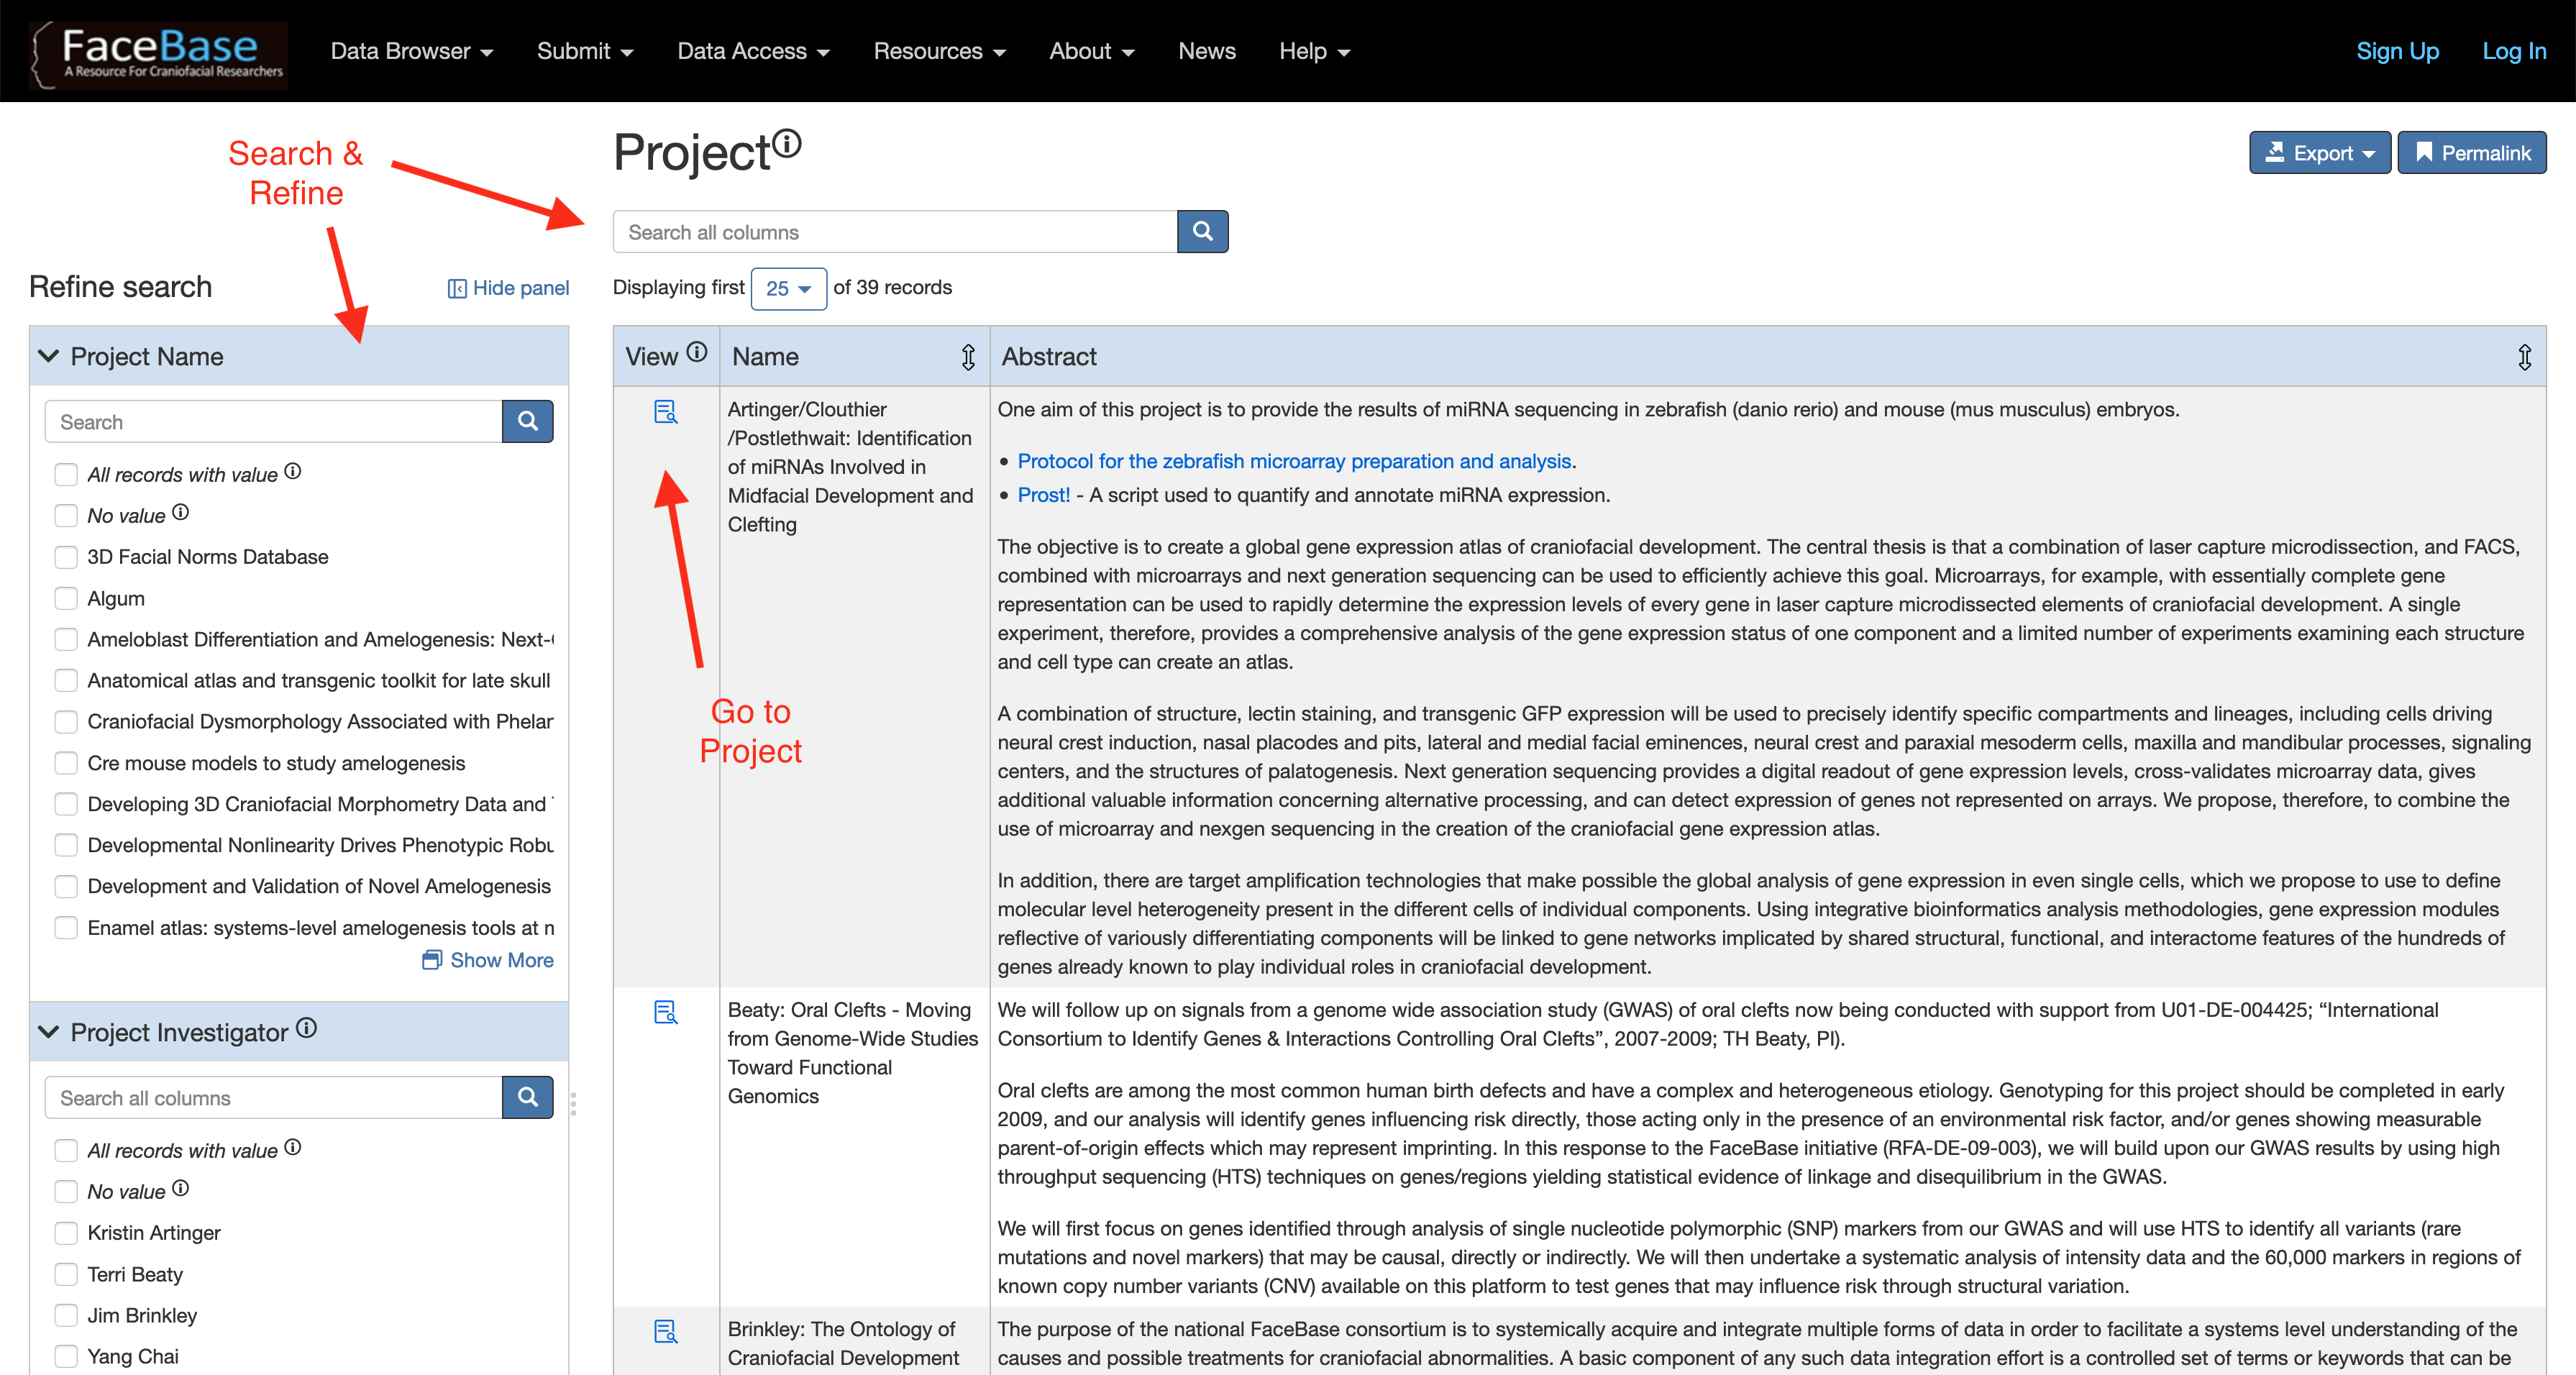 FaceBase
A Resource For Craniofacial Researchers
Data Browser
Submit
Data Access
Resources
About
News
Help
Sign Up
Log In
Search &
Refine
Project
Export
Permalink
Search all columns
Refine search
Hide panel
Displaying first 25 of 39 records
Project Name
Search
All records with value
No value
3D Facial Norms Database
Algum
Ameloblast Differentiation and Amelogenesis: Next-
Anatomical atlas and transgenic toolkit for late skull
Craniofacial Dysmorphology Associated with Phelan
Cre mouse models to study amelogenesis
Developing 3D Craniofacial Morphometry Data and
Developmental Nonlinearity Drives Phenotypic Robu
Development and Validation of Novel Amelogenesis
Enamel atlas: systems-level amelogenesis tools at
Show More
Project Investigator
Search all columns
All records with value
No value
Kristin Artinger
Terri Beaty
Jim Brinkley
Yang Chai
View
Name
Abstract
Artinger/Clouthier
/Postlethwait: Identification
of miRNAs Involved in
Midfacial Development and
Clefting
One aim of this project is to provide the results of miRNA sequencing in zebrafish (danio rerio) and mouse (mus musculus) embryos.
• Protocol for the zebrafish microarray preparation and analysis.
• Prost! - A script used to quantify and annotate miRNA expression.
The objective is to create a global gene expression atlas of craniofacial development. The central thesis is that a combination of laser capture microdissection, and FACS,
combined with microarrays and next generation sequencing can be used to efficiently achieve this goal. Microarrays, for example, with essentially complete gene
representation can be used to rapidly determine the expression levels of every gene in laser capture microdissected elements of craniofacial development. A single
experiment, therefore, provides a comprehensive analysis of the gene expression status of one component and a limited number of experiments examining each structure
and cell type can create an atlas.
A combination of structure, lectin staining, and transgenic GFP expression will be used to precisely identify specific compartments and lineages, including cells driving
neural crest induction, nasal placodes and pits, lateral and medial facial eminences, neural crest and paraxial mesoderm cells, maxilla and mandibular processes, signaling
centers, and the structures of palatogenesis. Next generation sequencing provides a digital readout of gene expression levels, cross-validates microarray data, gives
additional valuable information concerning alternative processing, and can detect expression of genes not represented on arrays. We propose, therefore, to combine the
use of microarray and nexgen sequencing in the creation of the craniofacial gene expression atlas.
In addition, there are target amplification technologies that make possible the global analysis of gene expression in even single cells, which we propose to use to define
molecular level heterogeneity present in the different cells of individual components. Using integrative bioinformatics analysis methodologies, gene expression modules
reflective of variously differentiating components will be linked to gene networks implicated by shared structural, functional, and interactome features of the hundreds of
genes already known to play individual roles in craniofacial development.
Go to
Project
Beaty: Oral Clefts - Moving
from Genome-Wide Studies
Toward Functional
Genomics
We will follow up on signals from a genome wide association study (GWAS) of oral clefts now being conducted with support from U01-DE-004425; “International
Consortium to Identify Genes & Interactions Controlling Oral Clefts”, 2007-2009; TH Beaty, PI).
Oral clefts are among the most common human birth defects and have a complex and heterogeneous etiology. Genotyping for this project should be completed in early
2009, and our analysis will identify genes influencing risk directly, those acting only in the presence of an environmental risk factor, and/or genes showing measurable
parent-of-origin effects which may represent imprinting. In this response to the FaceBase initiative (RFA-DE-09-003), we will build upon our GWAS results by using high
throughput sequencing (HTS) techniques on genes/regions yielding statistical evidence of linkage and disequilibrium in the GWAS.
We will first focus on genes identified through analysis of single nucleotide polymorphic (SNP) markers from our GWAS and will use HTS to identify all variants (rare
mutations and novel markers) that may be causal, directly or indirectly. We will then undertake a systematic analysis of intensity data and the 60,000 markers in regions of
known copy number variants (CNV) available on this platform to test genes that may influence risk through structural variation.
Brinkley: The Ontology of
Craniofacial Development
The purpose of the national FaceBase consortium is to systemically acquire and integrate multiple forms of data in order to facilitate a systems level understanding of the
causes and possible treatments for craniofacial abnormalities. A basic component of any such data integration effort is a controlled set of terms or keywords that can be